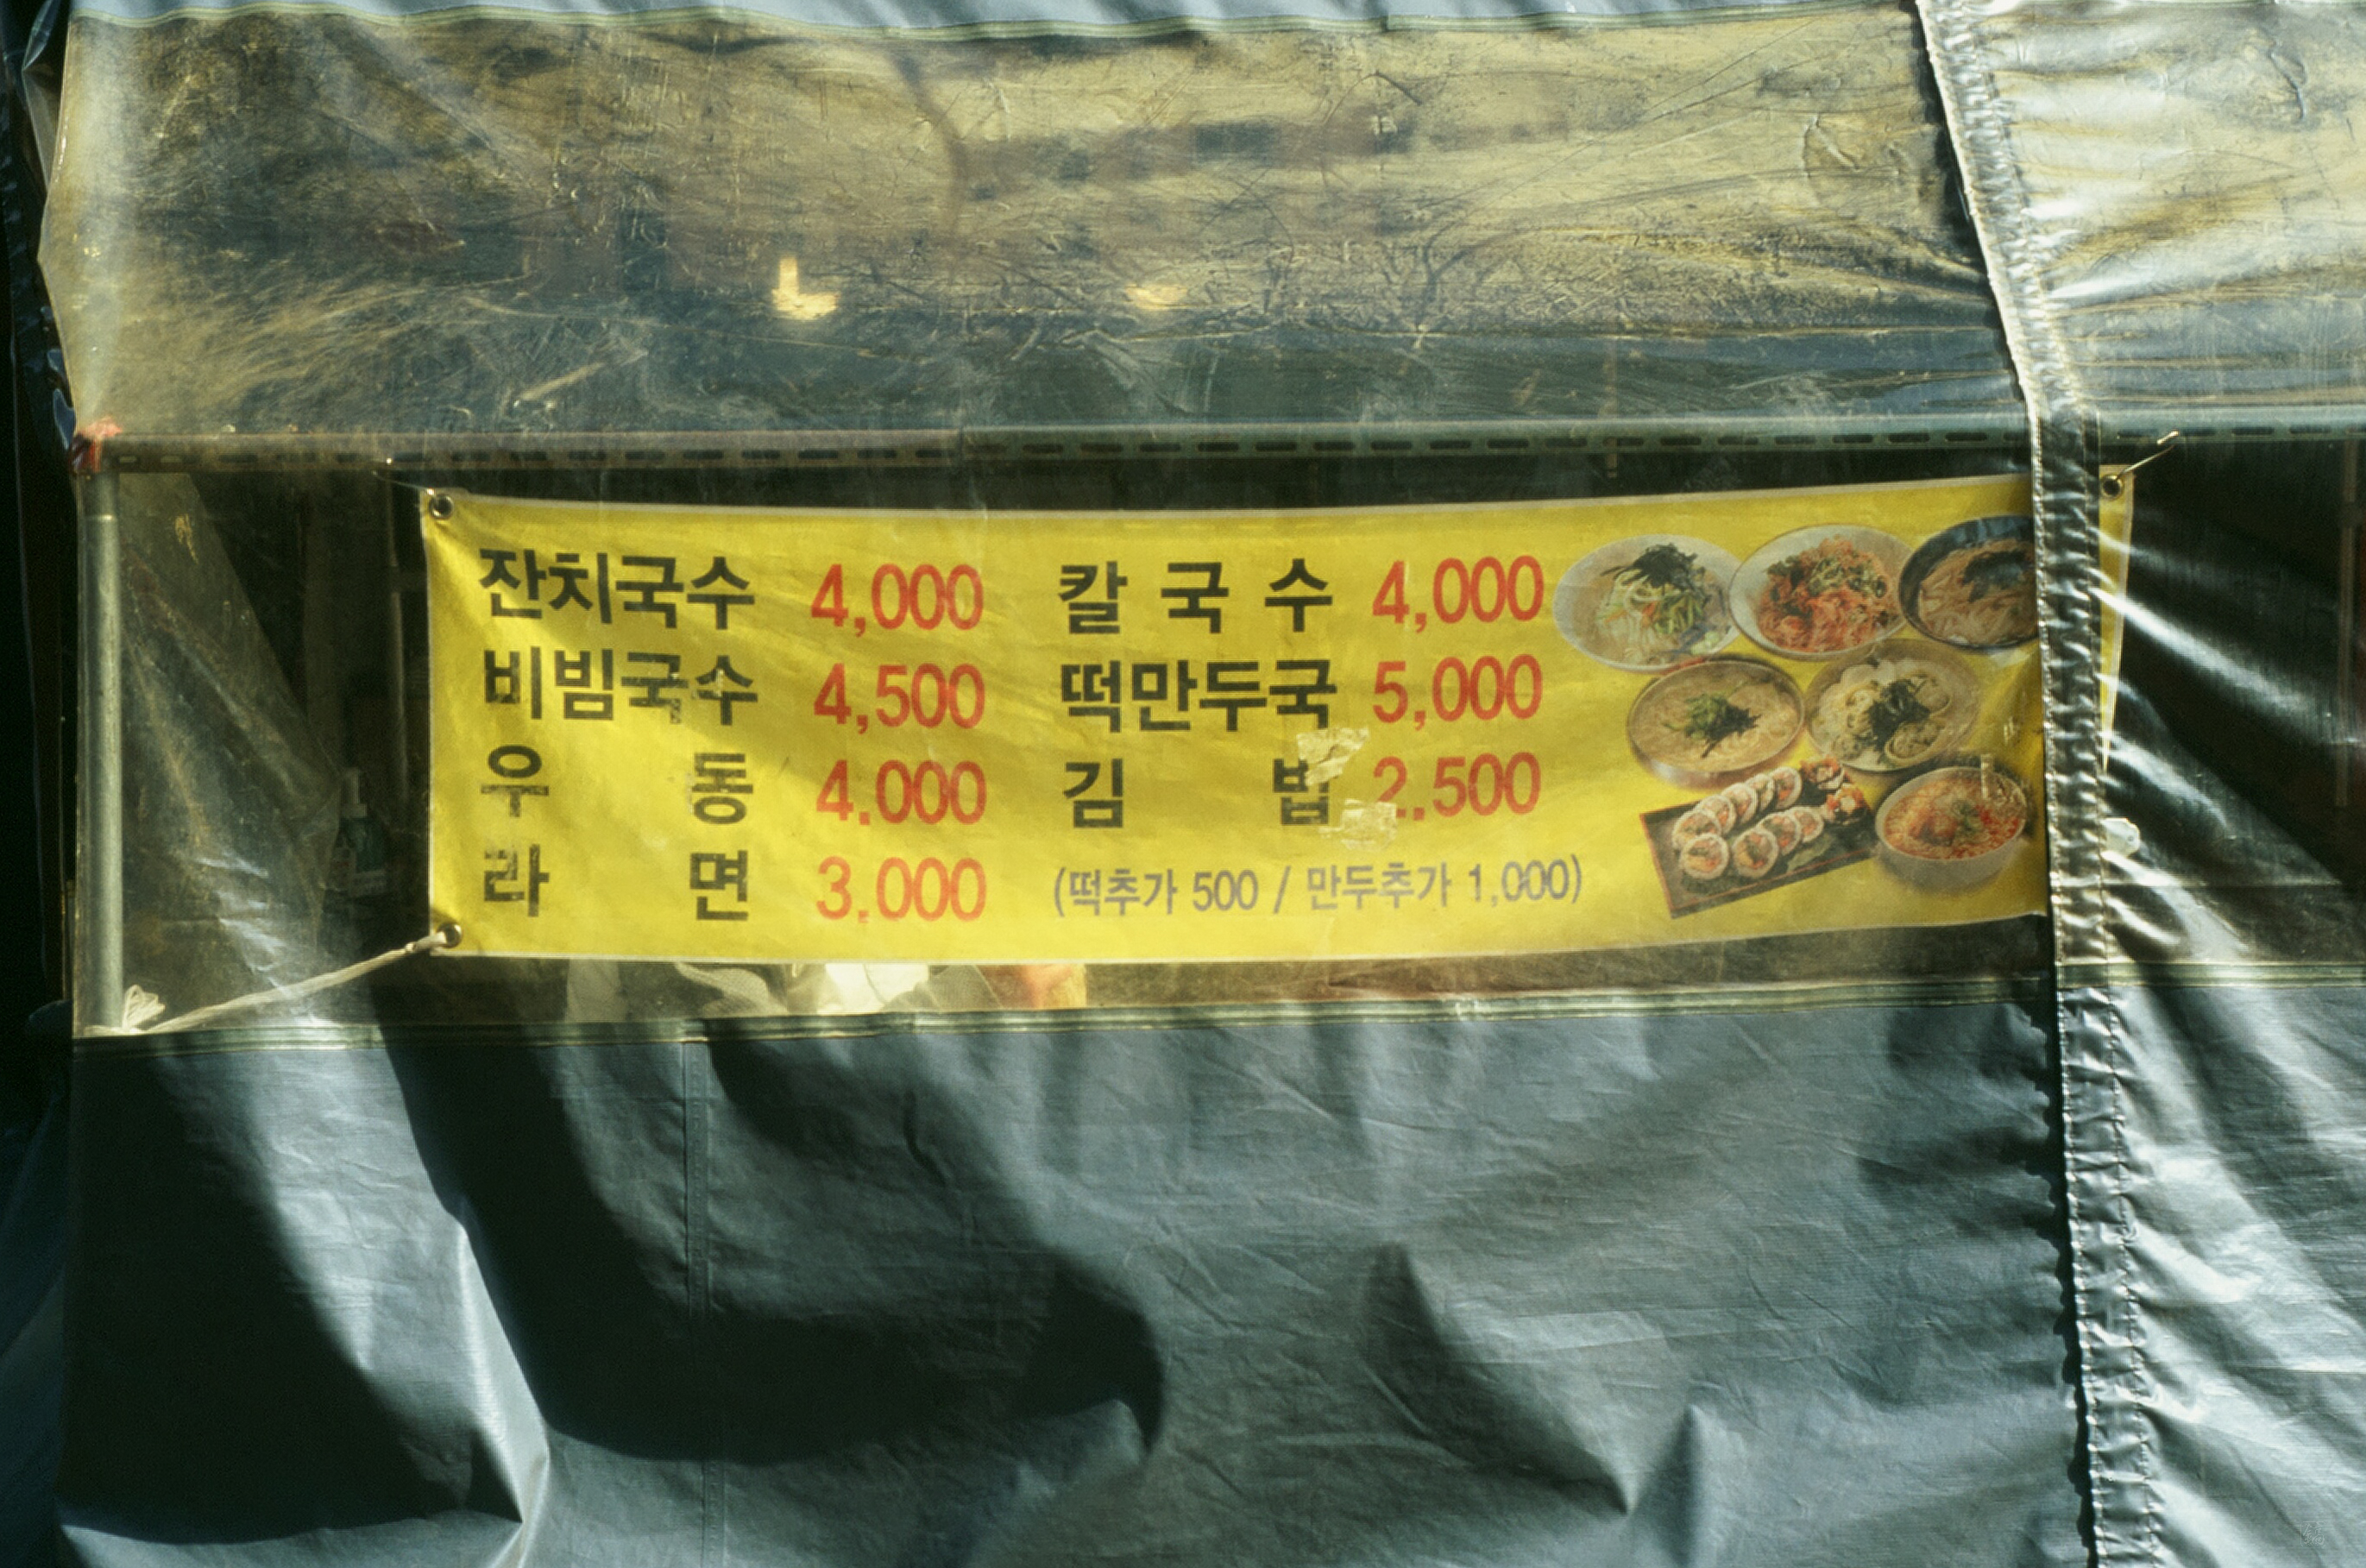 잔치국수 4,000 칼국수 4,000
비빔국수 4,500 떡만두국 5,000
우동 4.000 김밥 2.500
라면 3.000 (떡추가 500 / 만두추가 1,000)